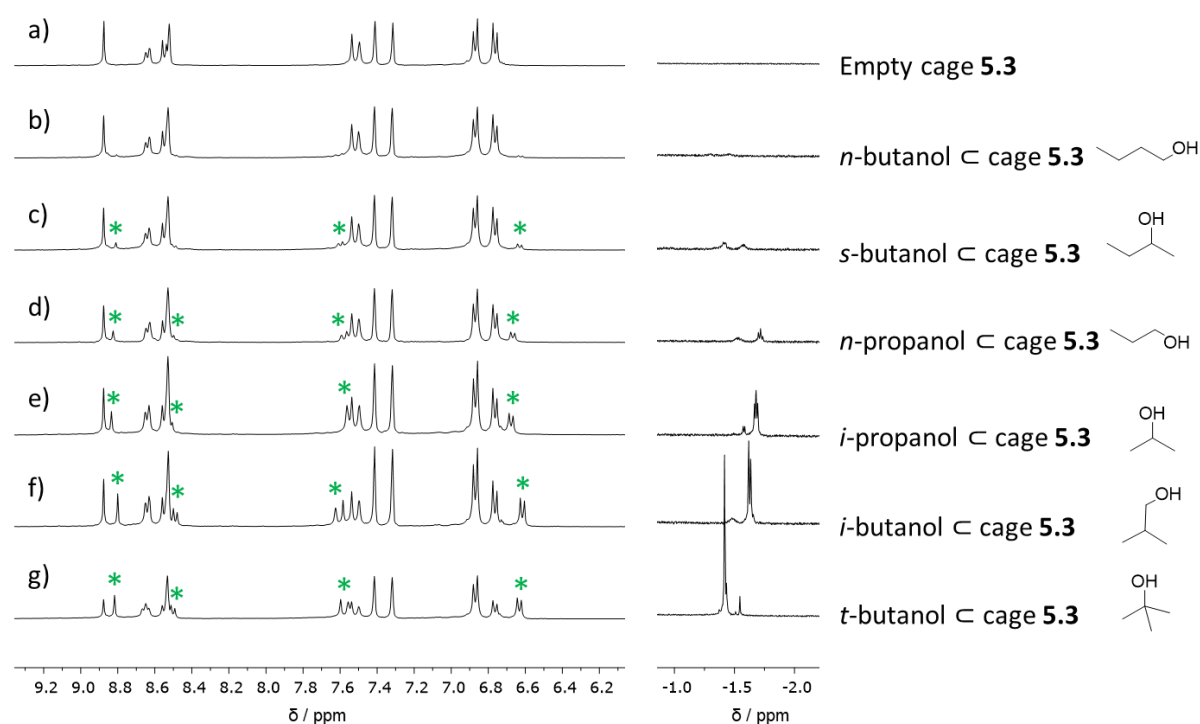 a)
Empty cage 5.3
b)
n-butanol ⊂ cage 5.3
OH
c)
*
*
*
s-butanol ⊂ cage 5.3
OH
d)
*
*
*
*
n-propanol ⊂ cage 5.3
OH
e)
*
*
*
*
i-propanol ⊂ cage 5.3
OH
f)
*
*
*
*
i-butanol ⊂ cage 5.3
OH
g)
*
*
*
*
t-butanol ⊂ cage 5.3
OH
9.2 9.0 8.8 8.6 8.4 8.2 8.0 7.8 7.6 7.4 7.2 7.0 6.8 6.6 6.4 6.2
-1.0 -1.5 -2.0
δ / ppm
δ / ppm